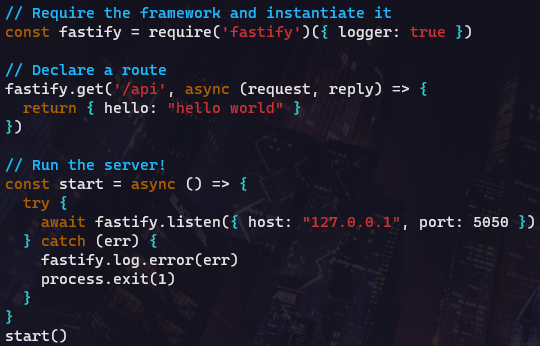 // Require the framework and instantiate it
const fastify = require('fastify')({ logger: true })

// Declare a route
fastify.get('/api', async (request, reply) => {
  return { hello: "hello world" }
})

// Run the server!
const start = async () => {
  try {
    await fastify.listen({ host: "127.0.0.1", port: 5050 })
  } catch (err) {
    fastify.log.error(err)
    process.exit(1)
  }
}
start()